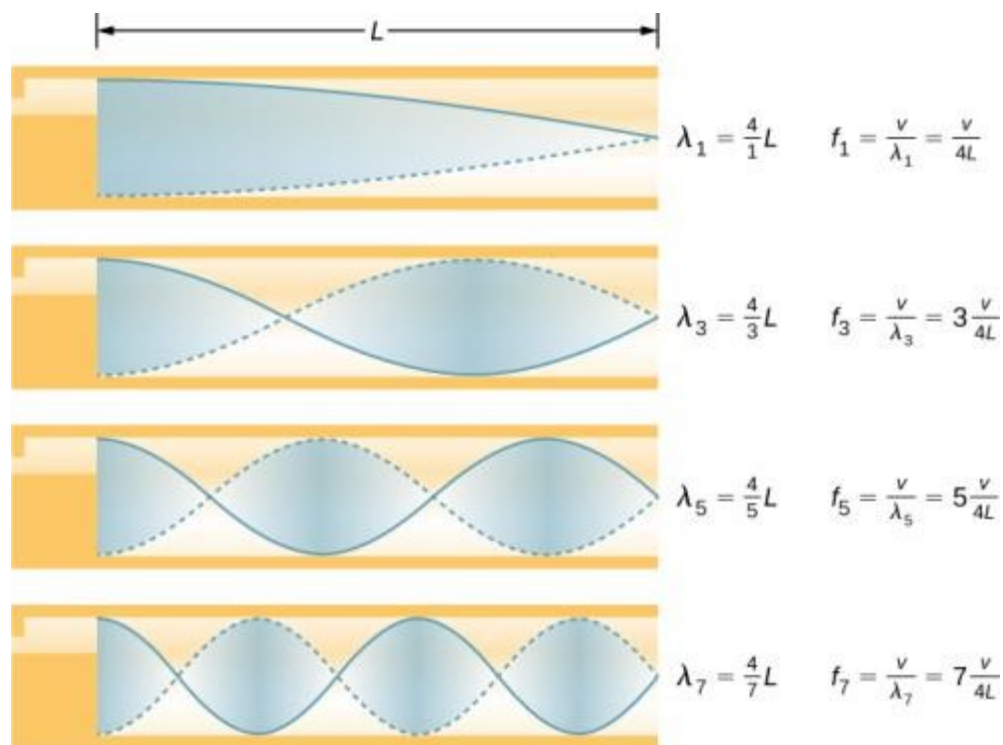 L
λ₁ = 4/1 L f₁ = v/λ₁ = v/4L
λ₃ = 4/3 L f₃ = v/λ₃ = 3 v/4L
λ₅ = 4/5 L f₅ = v/λ₅ = 5 v/4L
λ₇ = 4/7 L f₇ = v/λ₇ = 7 v/4L